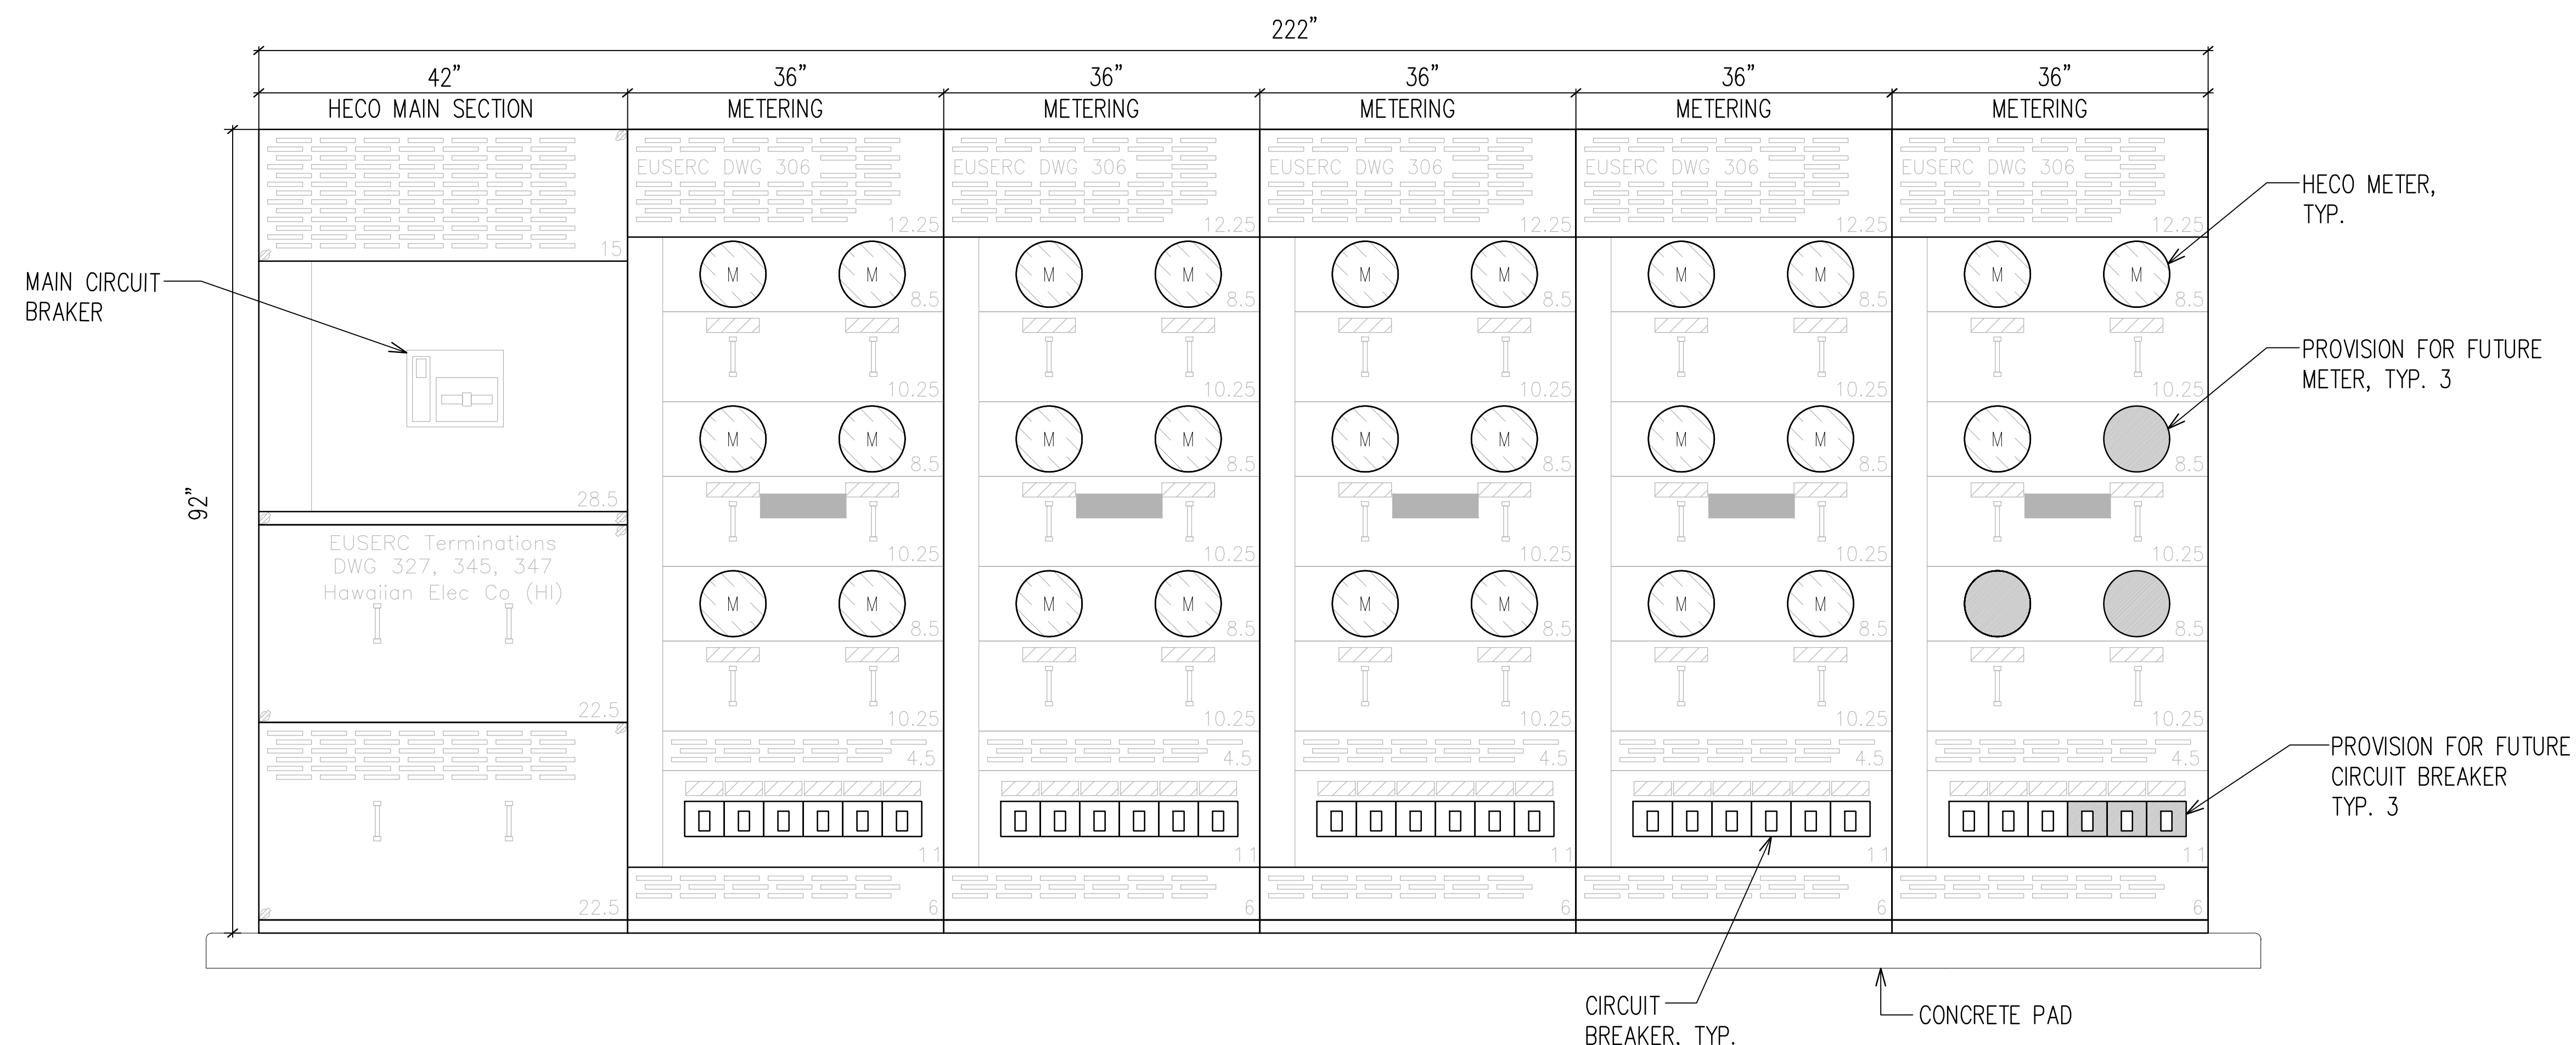 222"
42" 36" 36" 36" 36" 36"
HECO MAIN SECTION METERING METERING METERING METERING METERING
EUSERC DWG 306 EUSERC DWG 306 EUSERC DWG 306 EUSERC DWG 306 EUSERC DWG 306
HECO METER,
TYP.
12.25 12.25 12.25 12.25 12.25
15
MAIN CIRCUIT
BRAKER
M M M M M M M M M M
8.5 8.5 8.5 8.5 8.5
PROVISION FOR FUTURE
METER, TYP. 3
10.25 10.25 10.25 10.25 10.25
M M M M M M M M M
8.5 8.5 8.5 8.5 8.5
28.5
92"
EUSERC Terminations
DWG 327, 345, 347
Hawaiian Elec Co (HI)
10.25 10.25 10.25 10.25 10.25
M M M M M M M M
8.5 8.5 8.5 8.5 8.5
22.5
10.25 10.25 10.25 10.25 10.25
4.5 4.5 4.5 4.5 4.5
PROVISION FOR FUTURE
CIRCUIT BREAKER
TYP. 3
11 11 11 11 11
22.5
6 6 6 6 6
CIRCUIT
BREAKER, TYP.
CONCRETE PAD